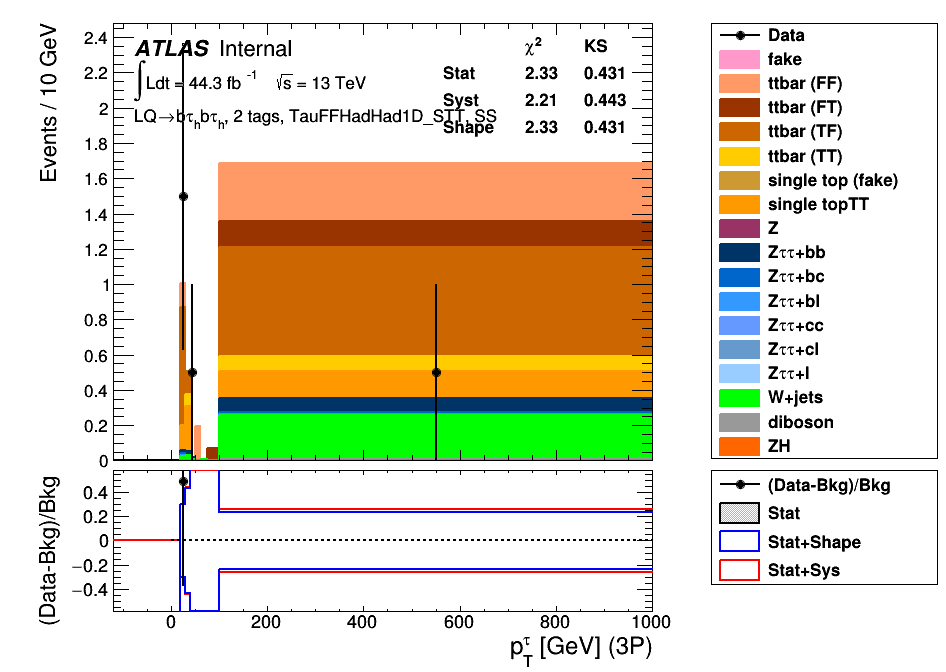 ATLAS Internal
∫Ldt = 44.3 fb⁻¹ √s = 13 TeV
LQ→bτhbτh, 2 tags, TauFFHadHad1D_STT, SS
χ² KS
Stat 2.33 0.431
Syst 2.21 0.443
Shape 2.33 0.431
Events / 10 GeV
2.4
2.2
2
1.8
1.6
1.4
1.2
1
0.8
0.6
0.4
0.2
0
Data
fake
ttbar (FF)
ttbar (FT)
ttbar (TF)
ttbar (TT)
single top (fake)
single topTT
Z
Zττ+bb
Zττ+bc
Zττ+bl
Zττ+cc
Zττ+cl
Zττ+l
W+jets
diboson
ZH
(Data-Bkg)/Bkg
0.4
0.2
0
−0.2
−0.4
0 200 400 600 800 1000
pTτ [GeV] (3P)
(Data-Bkg)/Bkg
Stat
Stat+Shape
Stat+Sys